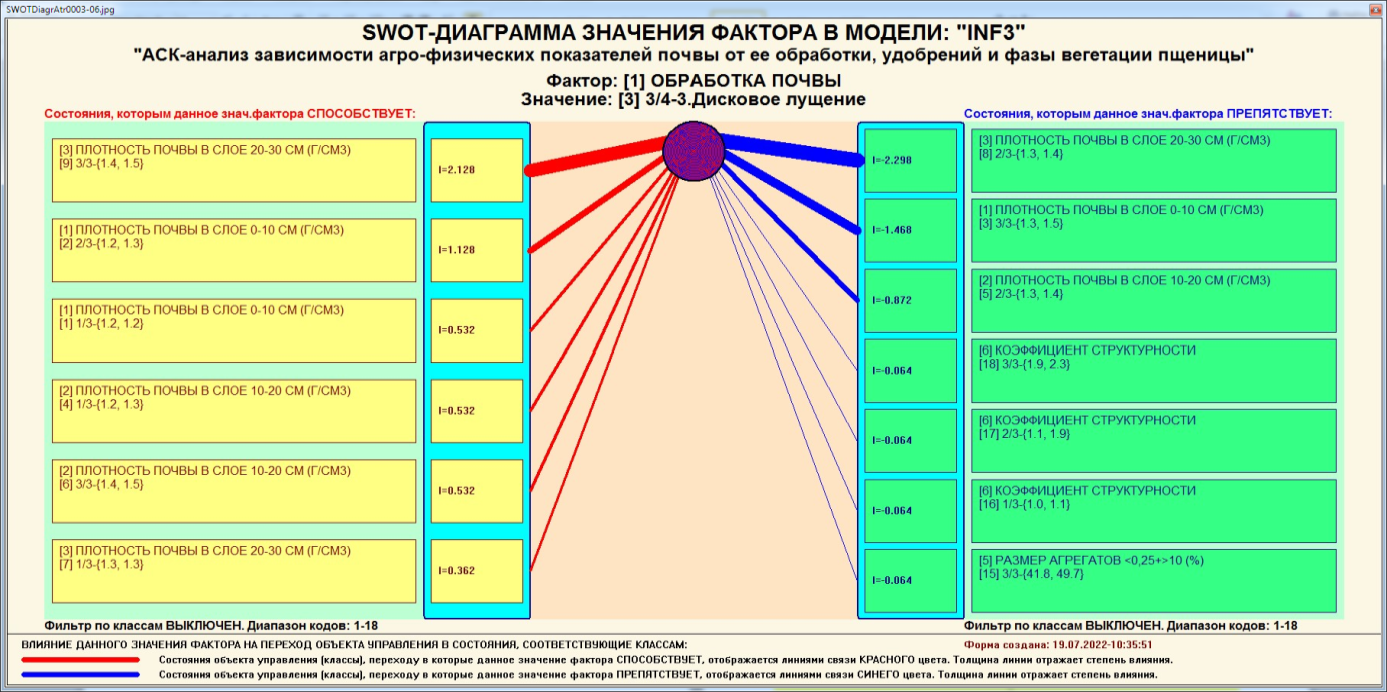 SWOTDiagrAtr0003-06.jpg
SWOT-ДИАГРАММА ЗНАЧЕНИЯ ФАКТОРА В МОДЕЛИ: "INF3"
"АСК-анализ зависимости агро-физических показателей почвы от ее обработки, удобрений и фазы вегетации пщеницы"
Фактор: [1] ОБРАБОТКА ПОЧВЫ
Значение: [3] 3/4-3.Дисковое лущение
Состояния, которым данное знач.фактора СПОСОБСТВУЕТ:
[3] ПЛОТНОСТЬ ПОЧВЫ В СЛОЕ 20-30 СМ (Г/СМ3)
[9] 3/3-{1.4, 1.5}
I=2.128
[1] ПЛОТНОСТЬ ПОЧВЫ В СЛОЕ 0-10 СМ (Г/СМ3)
[2] 2/3-{1.2, 1.3}
I=1.128
[1] ПЛОТНОСТЬ ПОЧВЫ В СЛОЕ 0-10 СМ (Г/СМ3)
[1] 1/3-{1.2, 1.2}
I=0.532
[2] ПЛОТНОСТЬ ПОЧВЫ В СЛОЕ 10-20 СМ (Г/СМ3)
[4] 1/3-{1.2, 1.3}
I=0.532
[2] ПЛОТНОСТЬ ПОЧВЫ В СЛОЕ 10-20 СМ (Г/СМ3)
[6] 3/3-{1.4, 1.5}
I=0.532
[3] ПЛОТНОСТЬ ПОЧВЫ В СЛОЕ 20-30 СМ (Г/СМ3)
[7] 1/3-{1.3, 1.3}
I=0.362
Фильтр по классам ВЫКЛЮЧЕН. Диапазон кодов: 1-18
Состояния, которым данное знач.фактора ПРЕПЯТСТВУЕТ:
I=-2.298
[3] ПЛОТНОСТЬ ПОЧВЫ В СЛОЕ 20-30 СМ (Г/СМ3)
[8] 2/3-{1.3, 1.4}
I=-1.468
[1] ПЛОТНОСТЬ ПОЧВЫ В СЛОЕ 0-10 СМ (Г/СМ3)
[3] 3/3-{1.3, 1.5}
I=-0.872
[2] ПЛОТНОСТЬ ПОЧВЫ В СЛОЕ 10-20 СМ (Г/СМ3)
[5] 2/3-{1.3, 1.4}
I=-0.064
[6] КОЭФФИЦИЕНТ СТРУКТУРНОСТИ
[18] 3/3-{1.9, 2.3}
I=-0.064
[6] КОЭФФИЦИЕНТ СТРУКТУРНОСТИ
[17] 2/3-{1.1, 1.9}
I=-0.064
[6] КОЭФФИЦИЕНТ СТРУКТУРНОСТИ
[16] 1/3-{1.0, 1.1}
I=-0.064
[5] РАЗМЕР АГРЕГАТОВ <0,25+>10 (%)
[15] 3/3-{41.8, 49.7}
Фильтр по классам ВЫКЛЮЧЕН. Диапазон кодов: 1-18
ВЛИЯНИЕ ДАННОГО ЗНАЧЕНИЯ ФАКТОРА НА ПЕРЕХОД ОБЪЕКТА УПРАВЛЕНИЯ В СОСТОЯНИЯ, СООТВЕТСТВУЮЩИЕ КЛАССАМ:
Форма создана: 19.07.2022-10:35:51
Состояния объекта управления [классы], переходу в которые данное значение фактора СПОСОБСТВУЕТ, отображается линиями связи КРАСНОГО цвета. Толщина линии отражает степень влияния.
Состояния объекта управления [классы], переходу в которые данное значение фактора ПРЕПЯТСТВУЕТ, отображается линиями связи СИНЕГО цвета. Толщина линии отражает степень влияния.